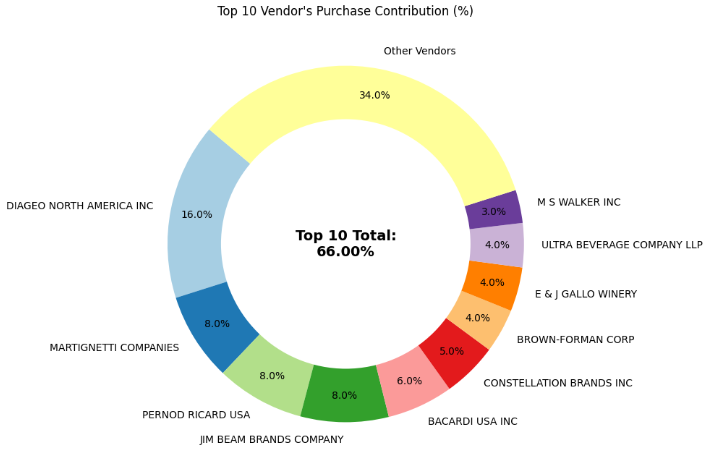 Top 10 Vendor's Purchase Contribution (%)
Other Vendors
34.0%
DIAGEO NORTH AMERICA INC
16.0%
MARTIGNETTI COMPANIES
8.0%
PERNOD RICARD USA
8.0%
JIM BEAM BRANDS COMPANY
8.0%
BACARDI USA INC
6.0%
CONSTELLATION BRANDS INC
5.0%
BROWN-FORMAN CORP
4.0%
E & J GALLO WINERY
4.0%
ULTRA BEVERAGE COMPANY LLP
4.0%
M S WALKER INC
3.0%
Top 10 Total:
66.00%